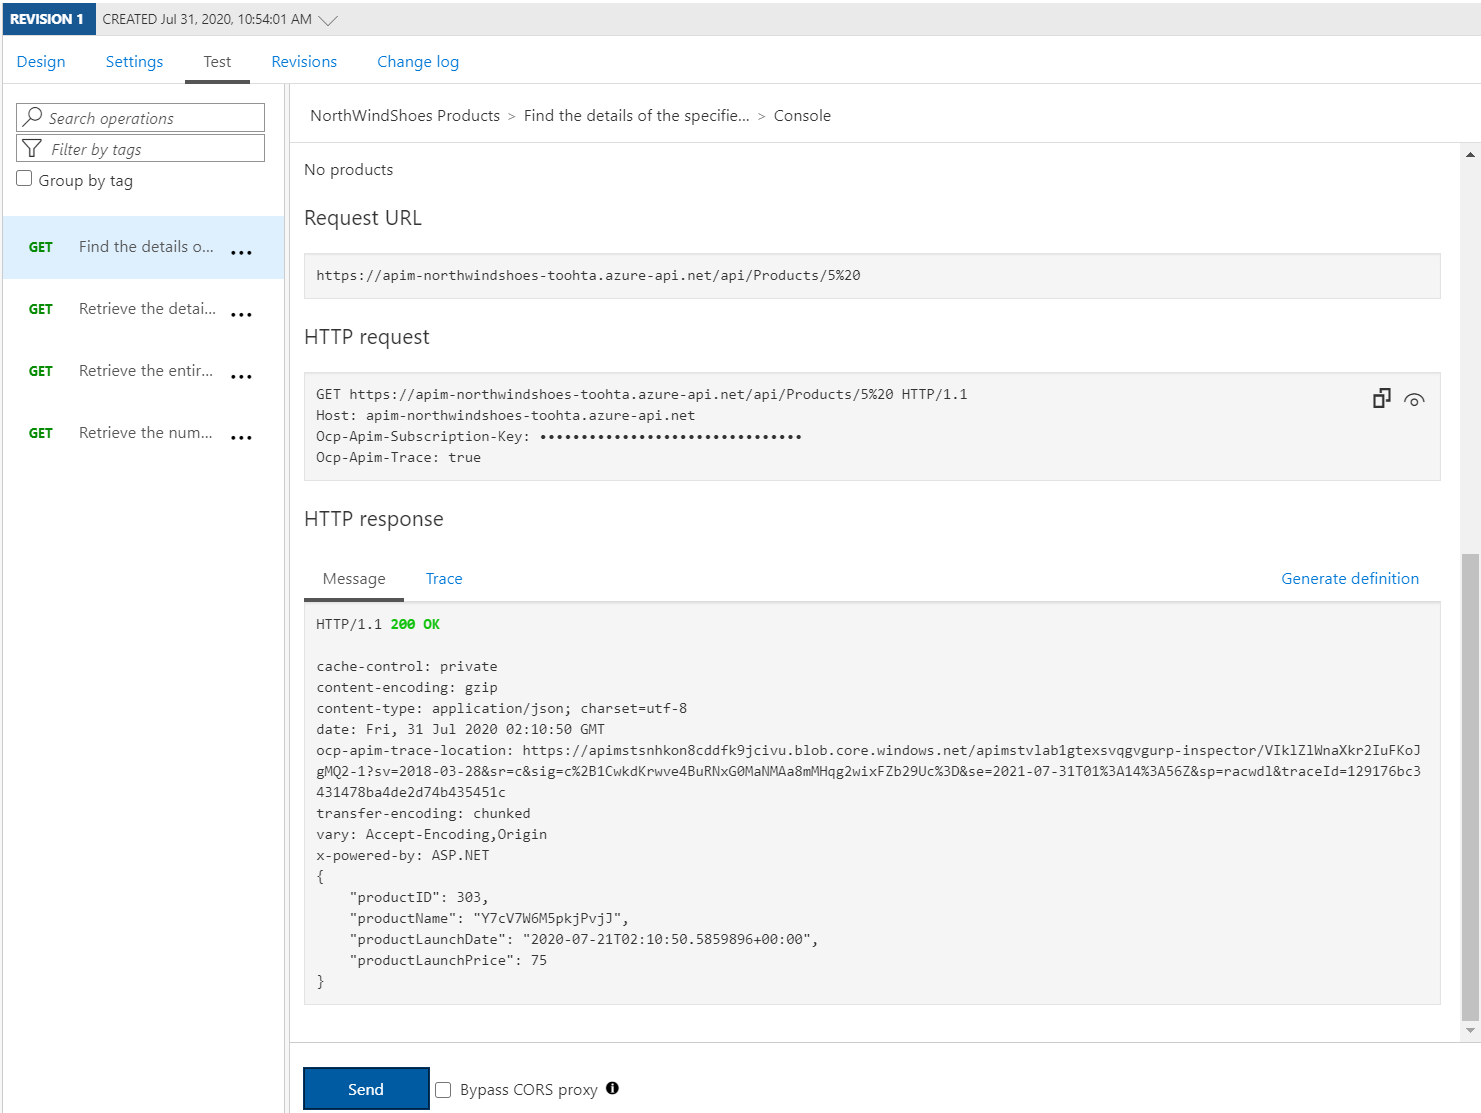 REVISION 1 CREATED Jul 31, 2020, 10:54:01 AM
Design Settings Test Revisions Change log
Search operations
Filter by tags
Group by tag
GET Find the details o... ...
GET Retrieve the detai... ...
GET Retrieve the entir... ...
GET Retrieve the num... ...
NorthWindShoes Products > Find the details of the specifie... > Console
No products
Request URL
https://apim-northwindshoes-toohta.azure-api.net/api/Products/5%20
HTTP request
GET https://apim-northwindshoes-toohta.azure-api.net/api/Products/5%20 HTTP/1.1
Host: apim-northwindshoes-toohta.azure-api.net
Ocp-Apim-Subscription-Key: ••••••••••••••••••••••••••••••••
Ocp-Apim-Trace: true
HTTP response
Message Trace Generate definition
HTTP/1.1 200 OK
cache-control: private
content-encoding: gzip
content-type: application/json; charset=utf-8
date: Fri, 31 Jul 2020 02:10:50 GMT
ocp-apim-trace-location: https://apimstsnhkon8cddfk9jcivu.blob.core.windows.net/apimstvlab1gtexsvqgvgurp-inspector/VIklZlWnaXkr2IuFKoJ
gMQ2-1?sv=2018-03-28&sr=c&sig=c%2B1CwkdKrwve4BuRNxG0MaNMAa8mMHqg2wixFZb29Uc%3D&se=2021-07-31T01%3A14%3A56Z&sp=racwdl&traceId=129176bc3
431478ba4de2d74b435451c
transfer-encoding: chunked
vary: Accept-Encoding,Origin
x-powered-by: ASP.NET
{
"productID": 303,
"productName": "Y7cV7W6M5pkjPvjJ",
"productLaunchDate": "2020-07-21T02:10:50.5859896+00:00",
"productLaunchPrice": 75
}
Send Bypass CORS proxy